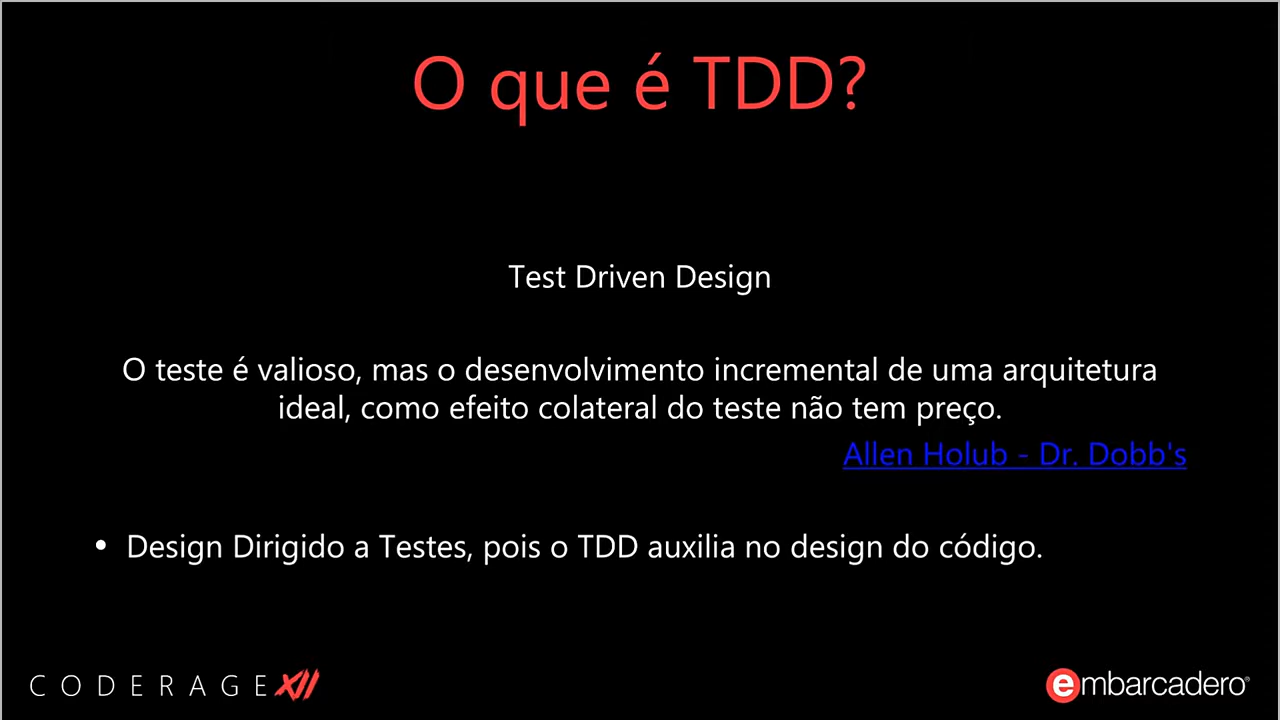 O que é TDD?
Test Driven Design
O teste é valioso, mas o desenvolvimento incremental de uma arquitetura
ideal, como efeito colateral do teste não tem preço.
Allen Holub - Dr. Dobb's
• Design Dirigido a Testes, pois o TDD auxilia no design do código.
CODERAGE XII
embarcadero®